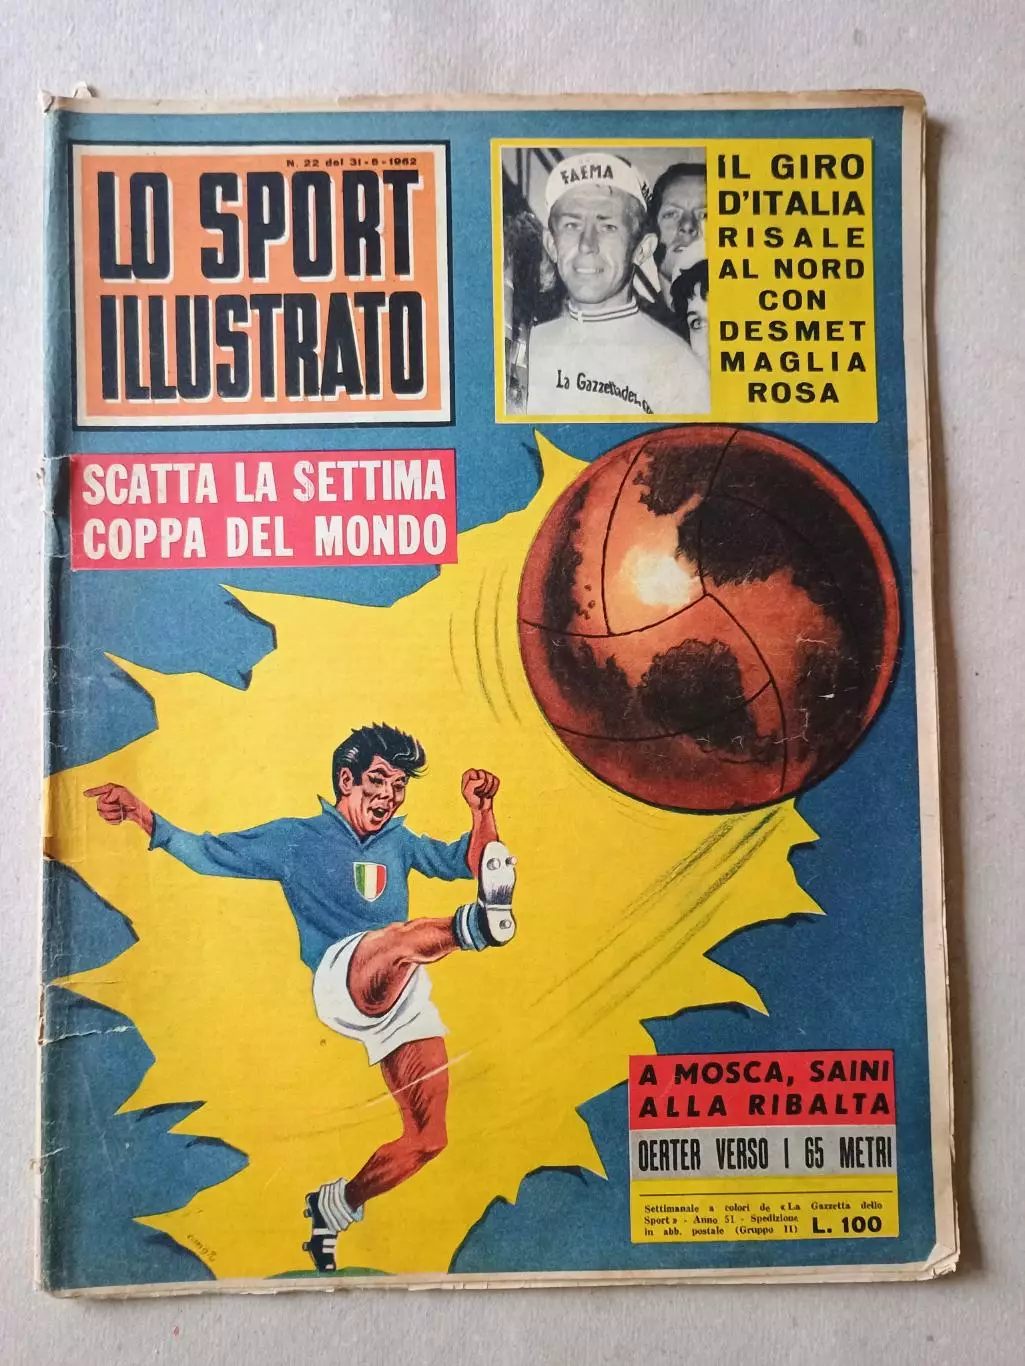 N. 22 del 31-5-1962
LO SPORT
ILLUSTRATO
FAEMA
La Gazzetta dello
IL GIRO
D'ITALIA
RISALE
AL NORD
CON
DESMET
MAGLIA
ROSA
SCATTA LA SETTIMA
COPPA DEL MONDO
A MOSCA, SAINI
ALLA RIBALTA
OERTER VERSO I 65 METRI
Settimanale a colori de «La Gazzetta dello
Sport» - Anno 51 - Spedizione
in abb. postale (Gruppo II)
L. 100